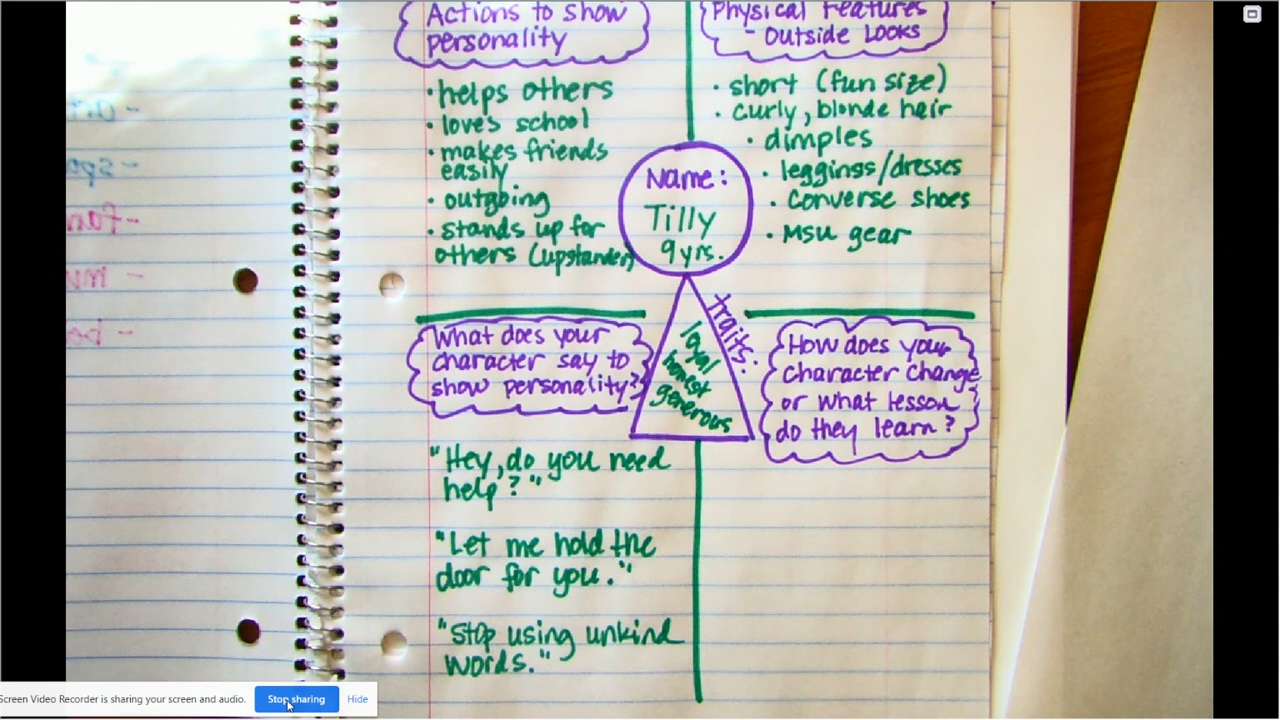 Actions to show
personality
• helps others
• love's school
• makes friends
easily
• outgoing
• stands up for
others (upstander)
Physical Features
- Outside Looks
• short (fun size)
• curly, blonde hair
• dimples
• leggings/dresses
• Converse shoes
• MSU gear
Name:
Tilly
9 yrs.
traits:
loyal
honest
generous
What does your
character say to
show personality?
"Hey, do you need
help?"
"Let me hold the
door for you."
"Stop using unkind
words."
How does your
character change
or what lesson
do they learn?
Screen Video Recorder is sharing your screen and audio.
Stop sharing
Hide